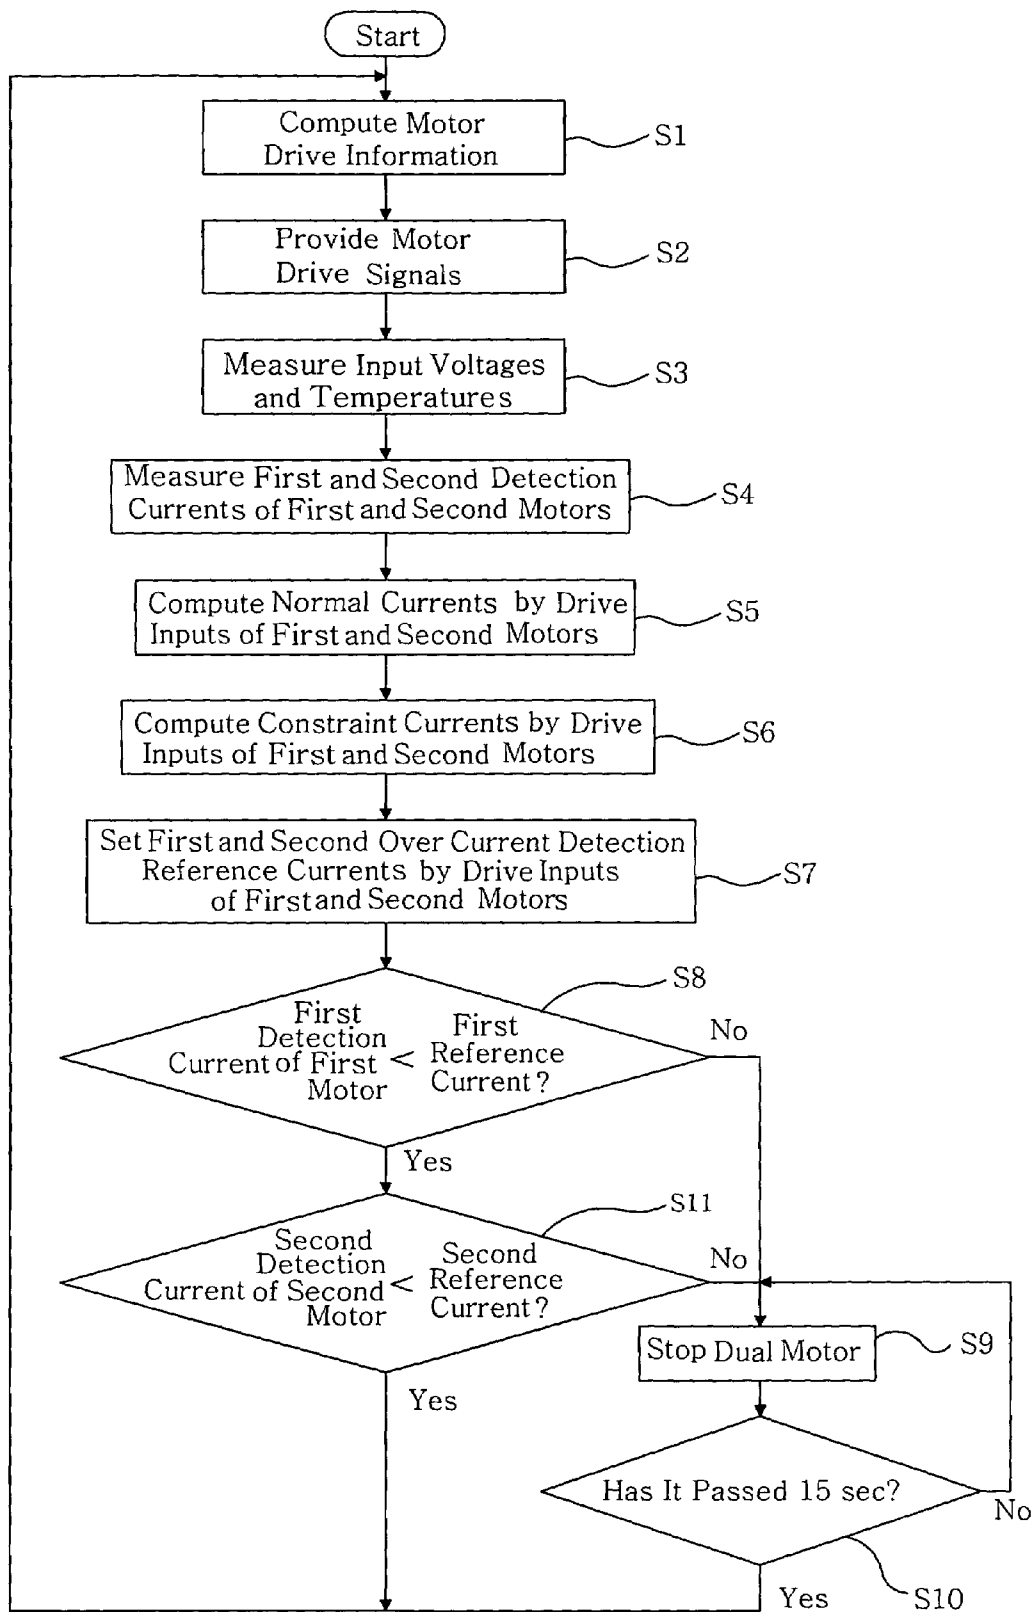 Start
Compute Motor
Drive Information
S1
Provide Motor
Drive Signals
S2
Measure Input Voltages
and Temperatures
S3
Measure First and Second Detection
Currents of First and Second Motors
S4
Compute Normal Currents by Drive
Inputs of First and Second Motors
S5
Compute Constraint Currents by Drive
Inputs of First and Second Motors
S6
Set First and Second Over Current Detection
Reference Currents by Drive Inputs
of First and Second Motors
S7
S8
First
Detection
Current of First
Motor
<
First
Reference
Current?
No
Yes
S11
Second
Detection
Current of Second
Motor
<
Second
Reference
Current?
No
Yes
Stop Dual Motor
S9
Has It Passed 15 sec?
No
Yes
S10